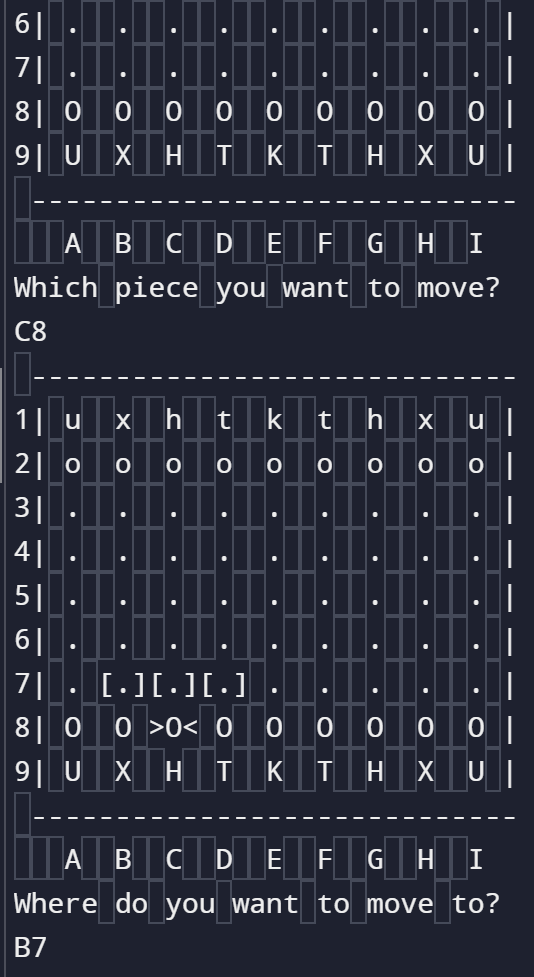 6| .  .  .  .  .  .  .  .  . |
7| .  .  .  .  .  .  .  .  . |
8| O  O  O  O  O  O  O  O  O |
9| U  X  H  T  K  T  H  X  U |
 -----------------------------
   A  B  C  D  E  F  G  H  I
Which piece you want to move?
C8
 -----------------------------
1| u  x  h  t  k  t  h  x  u |
2| o  o  o  o  o  o  o  o  o |
3| .  .  .  .  .  .  .  .  . |
4| .  .  .  .  .  .  .  .  . |
5| .  .  .  .  .  .  .  .  . |
6| .  .  .  .  .  .  .  .  . |
7| . [.][.][.] .  .  .  .  . |
8| O  O >O< O  O  O  O  O  O |
9| U  X  H  T  K  T  H  X  U |
 -----------------------------
   A  B  C  D  E  F  G  H  I
Where do you want to move to?
B7